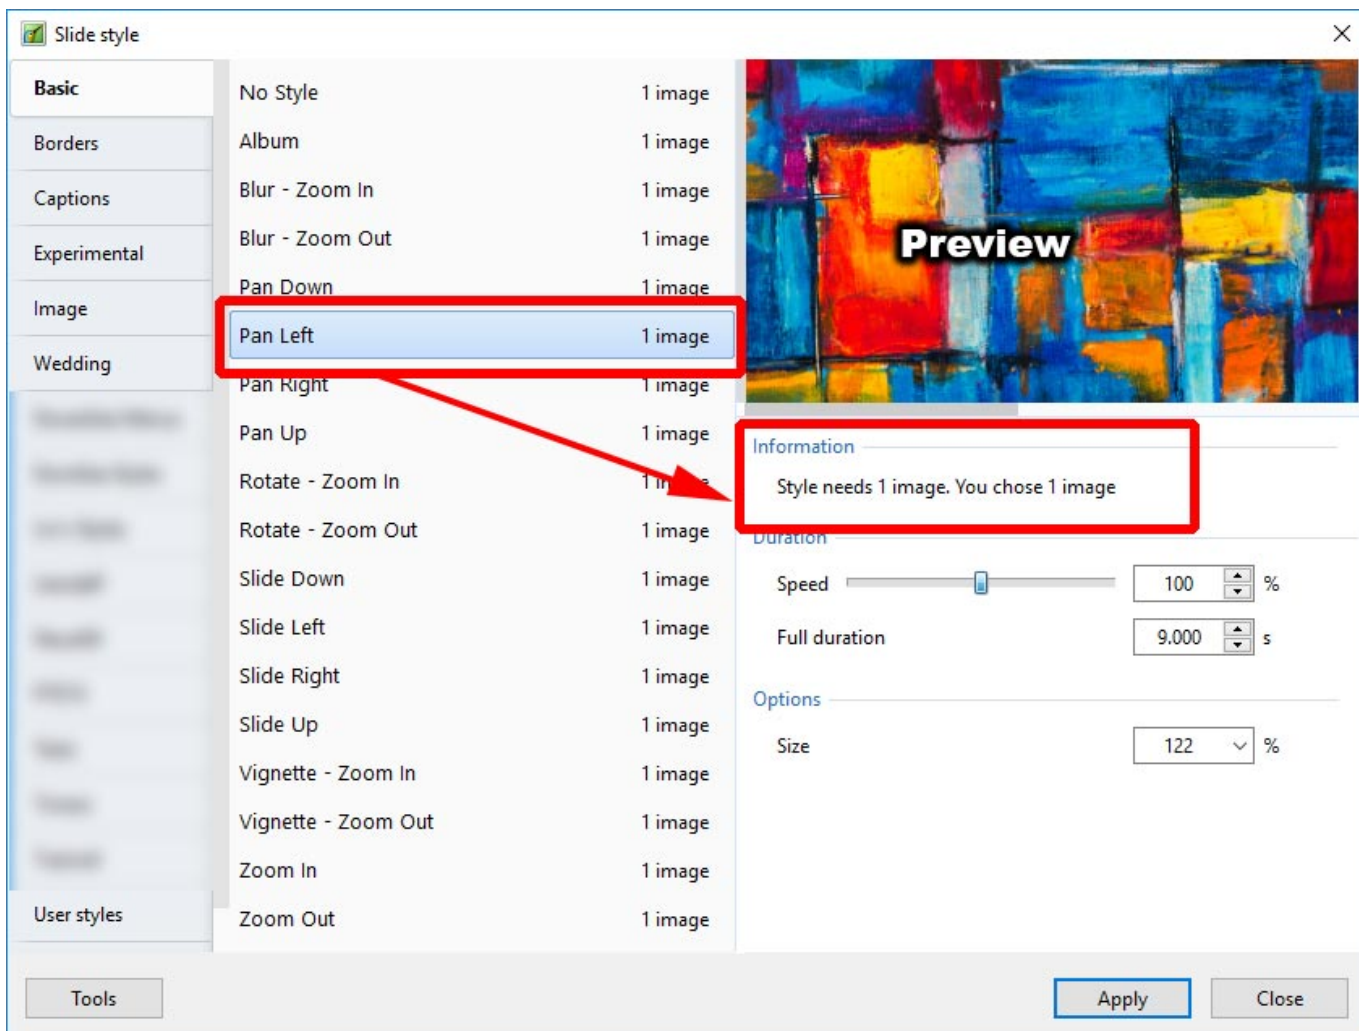 Slide style
Basic
Borders
Captions
Experimental
Image
Wedding
User styles
No Style 1 image
Album 1 image
Blur - Zoom In 1 image
Blur - Zoom Out 1 image
Pan Down 1 image
Pan Left 1 image
Pan Right 1 image
Pan Up 1 image
Rotate - Zoom In
Rotate - Zoom Out 1 image
Slide Down 1 image
Slide Left 1 image
Slide Right 1 image
Slide Up 1 image
Vignette - Zoom In 1 image
Vignette - Zoom Out 1 image
Zoom In 1 image
Zoom Out 1 image
Preview
Information
Style needs 1 image. You chose 1 image
Duration
Speed 100 %
Full duration 9.000 s
Options
Size 122 %
Tools
Apply
Close